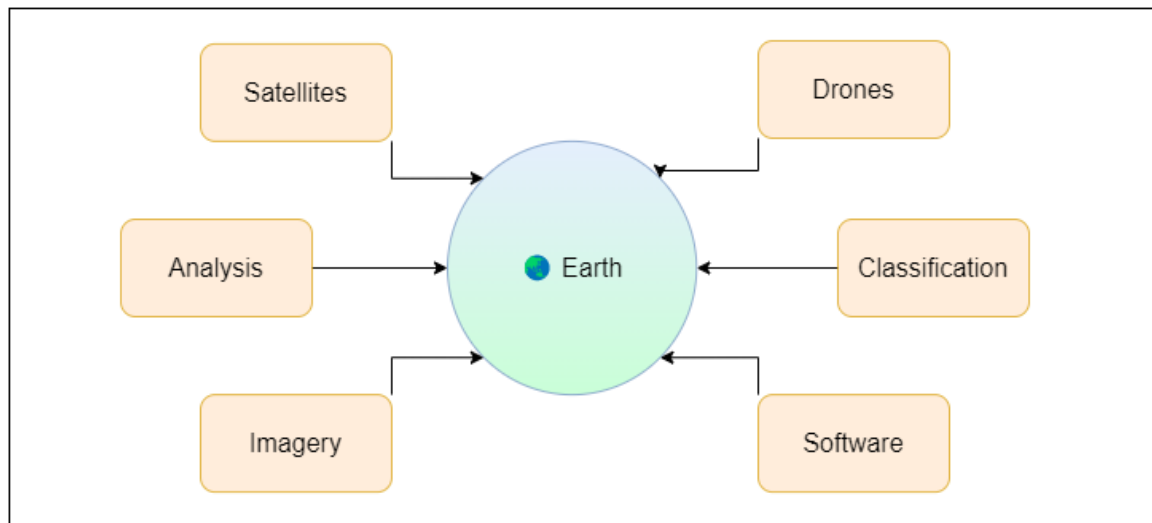 Satellites
Drones
Analysis
🌏 Earth
Classification
Imagery
Software